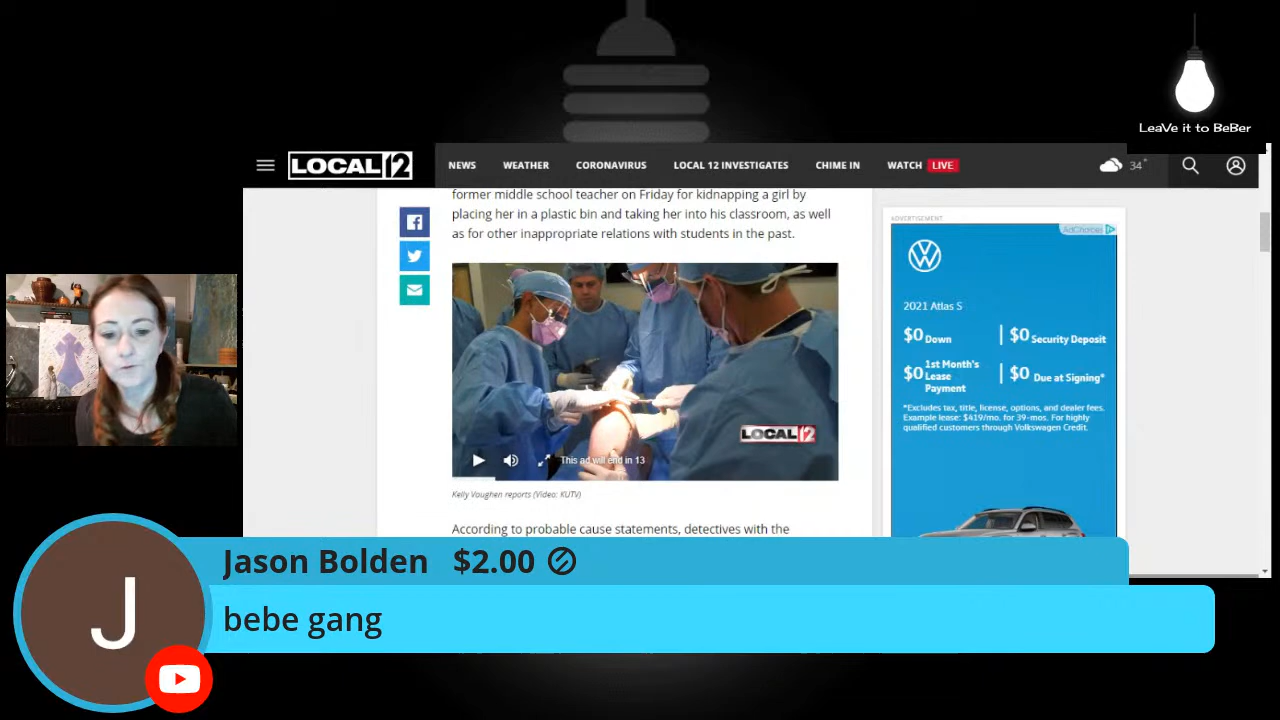 LeaVe it to BeBer
LOCAL 12
NEWS WEATHER CORONAVIRUS LOCAL 12 INVESTIGATES CHIME IN WATCH LIVE
34°
former middle school teacher on Friday for kidnapping a girl by
placing her in a plastic bin and taking her into his classroom, as well
as for other inappropriate relations with students in the past.
LOCAL 12
This ad will end in 13
Kelly Vaughen reports (Video: KUTV)
According to probable cause statements, detectives with the
ADVERTISEMENT
AdChoices
2021 Atlas S
$0 Down | $0 Security Deposit
$0 1st Month's Lease Payment | $0 Due at Signing*
*Excludes tax, title, license, options, and dealer fees.
Example lease: $419/mo. for 39-mos. For highly
qualified customers through Volkswagen Credit.
Jason Bolden $2.00
J
bebe gang